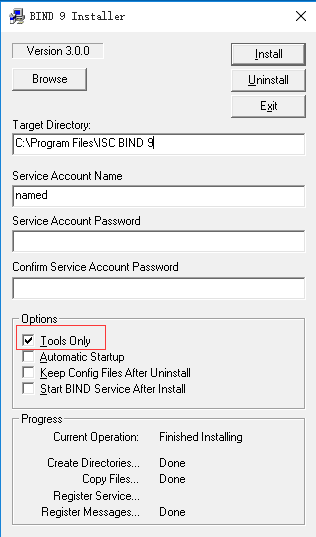 BIND 9 Installer
Version 3.0.0
Install
Browse
Uninstall
Exit
Target Directory:
C:\Program Files\ISC BIND 9
Service Account Name
named
Service Account Password
Confirm Service Account Password
Options
Tools Only
Automatic Startup
Keep Config Files After Uninstall
Start BIND Service After Install
Progress
Current Operation: Finished Installing
Create Directories... Done
Copy Files... Done
Register Service...
Register Messages... Done